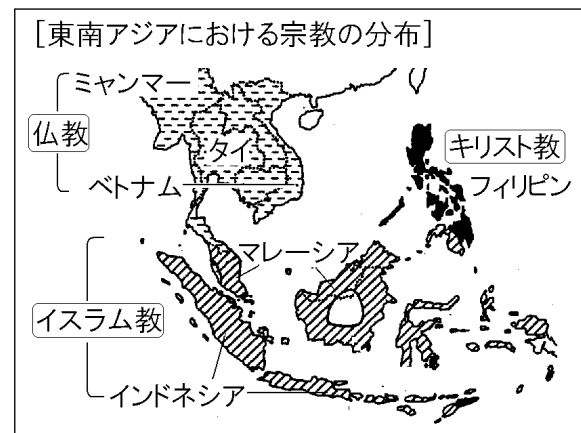 [東南アジアにおける宗教の分布]
ミャンマー
仏教
タイ
ベトナム
キリスト教
フィリピン
マレーシア
イスラム教
インドネシア